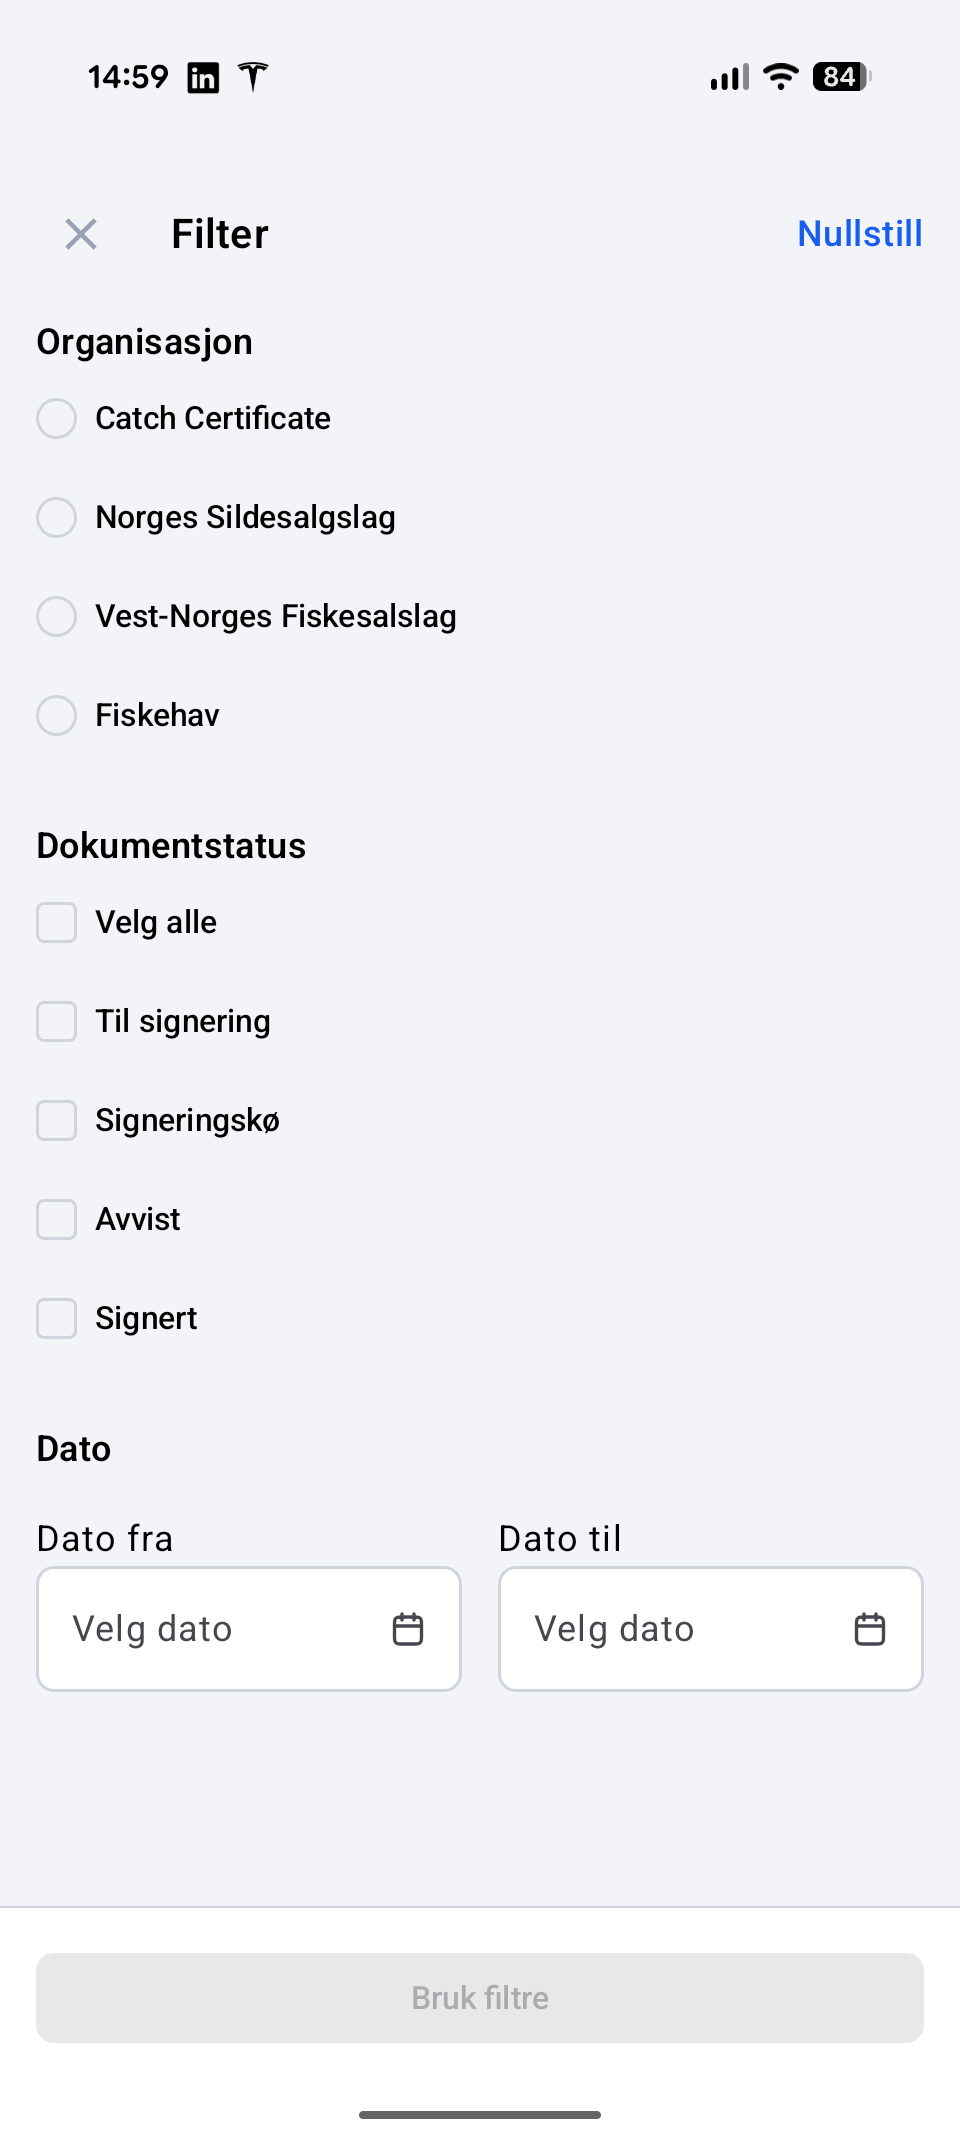 14:59
84
Filter
Nullstill
Organisasjon
Catch Certificate
Norges Sildesalgslag
Vest-Norges Fiskesalslag
Fiskehav
Dokumentstatus
Velg alle
Til signering
Signeringskø
Avvist
Signert
Dato
Dato fra
Dato til
Velg dato
Velg dato
Bruk filtre